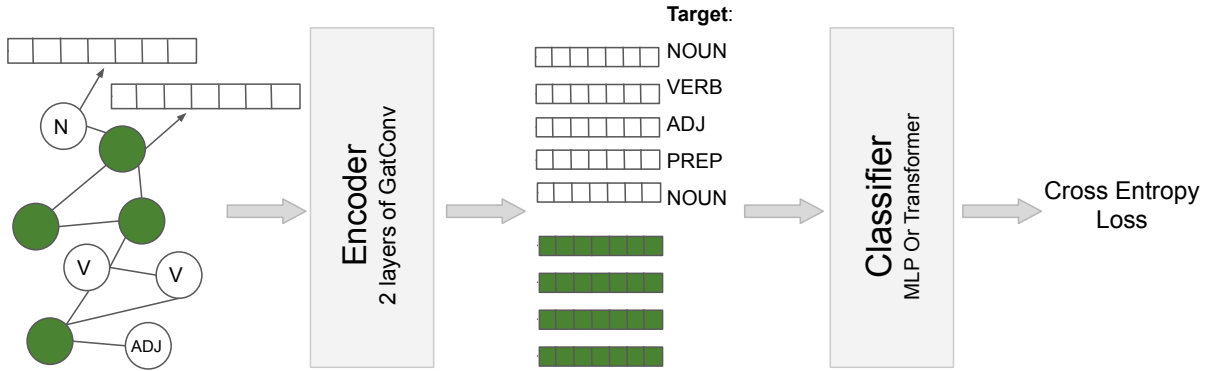 N
V
V
ADJ
Encoder
2 layers of GatConv
Target:
NOUN
VERB
ADJ
PREP
NOUN
Classifier
MLP Or Transformer
Cross Entropy
Loss